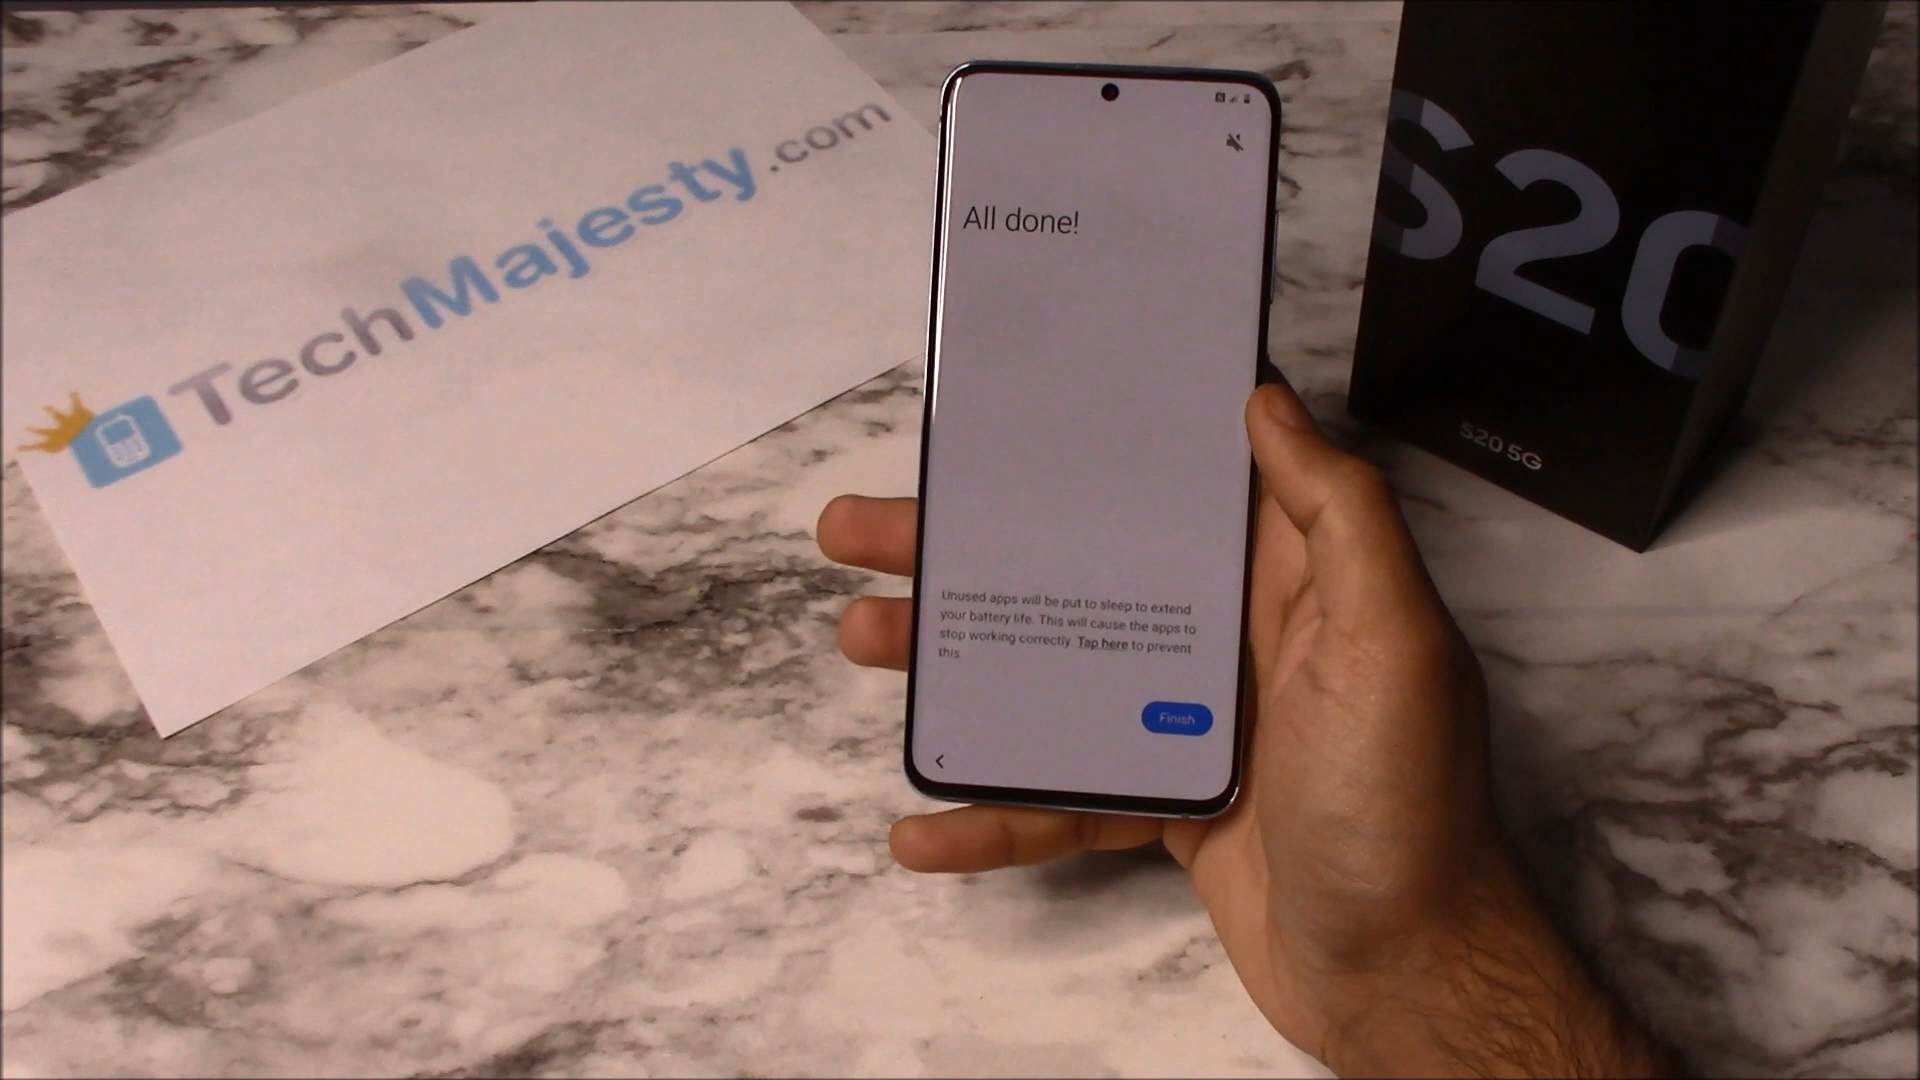 TechMajesty.com
All done!
Unused apps will be put to sleep to extend
your battery life. This will cause the apps to
stop working correctly. Tap here to prevent
this.
Finish
S20
S20 5G